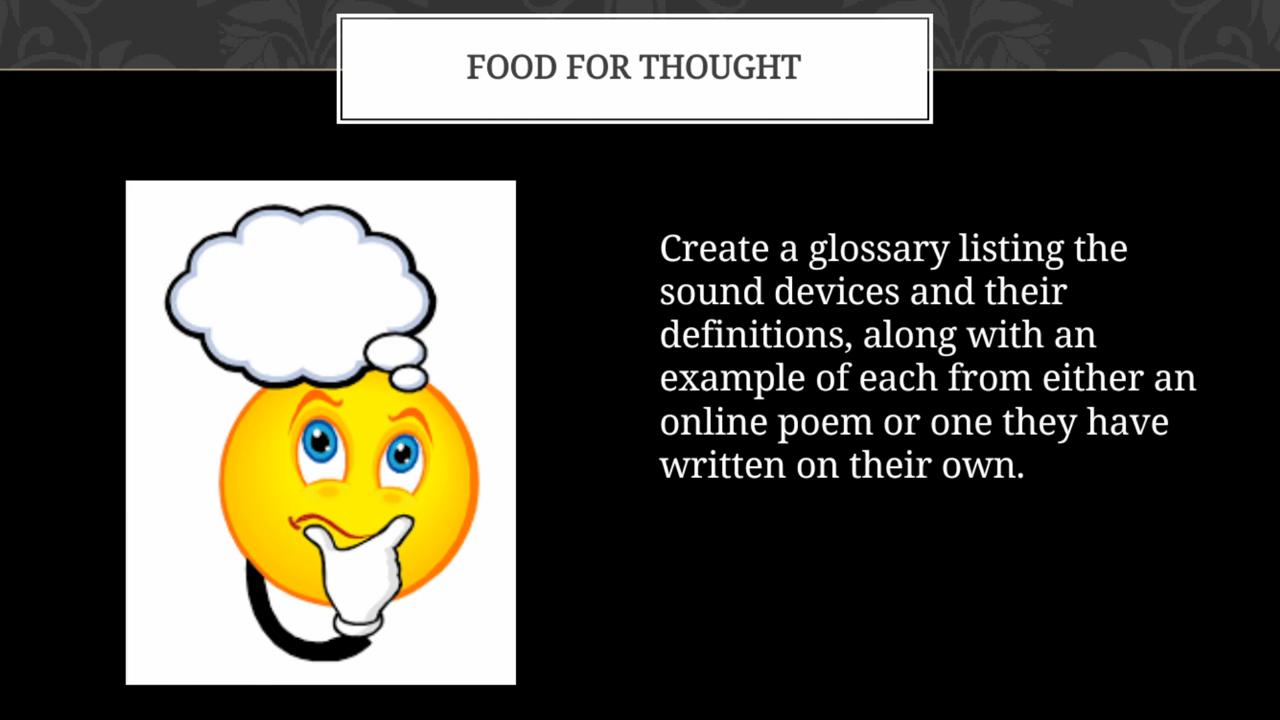 FOOD FOR THOUGHT
Create a glossary listing the
sound devices and their
definitions, along with an
example of each from either an
online poem or one they have
written on their own.